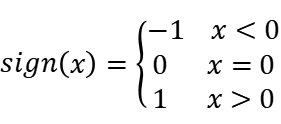 −1 x < 0
sign(x) = { 0 x = 0
1 x > 0